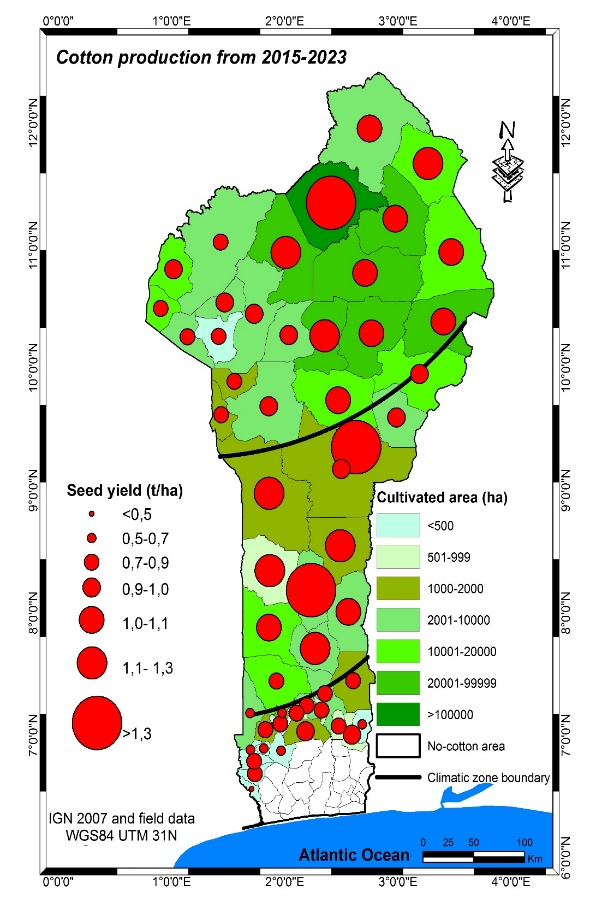 0°0'0" 1°0'0"E 2°0'0"E 3°0'0"E 4°0'0"E
Cotton production from 2015-2023
N
12°0'0"N 12°0'0"N
11°0'0"N 11°0'0"N
10°0'0"N 10°0'0"N
9°0'0"N 9°0'0"N
8°0'0"N 8°0'0"N
7°0'0"N 7°0'0"N
6°0'0"N
Seed yield (t/ha)
<0,5
0,5-0,7
0,7-0,9
0,9-1,0
1,0-1,1
1,1- 1,3
>1,3
Cultivated area (ha)
<500
501-999
1000-2000
2001-10000
10001-20000
20001-99999
>100000
No-cotton area
Climatic zone boundary
IGN 2007 and field data
WGS84 UTM 31N
Atlantic Ocean
0 25 50 100
Km
0°0'0" 1°0'0"E 2°0'0"E 3°0'0"E 4°0'0"E